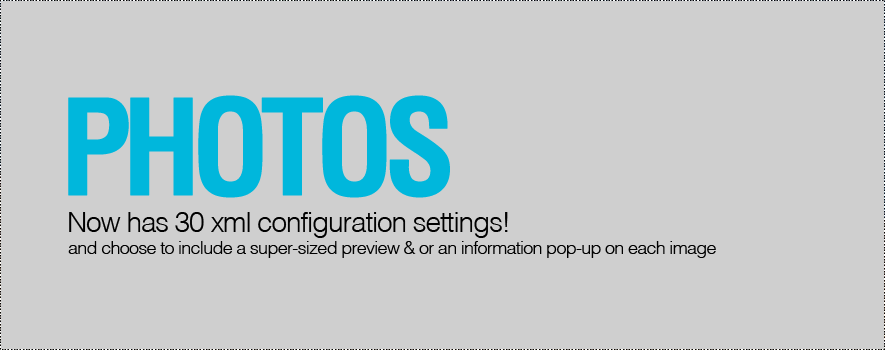 PHOTOS
Now has 30 xml configuration settings!
and choose to include a super-sized preview & or an information pop-up on each image